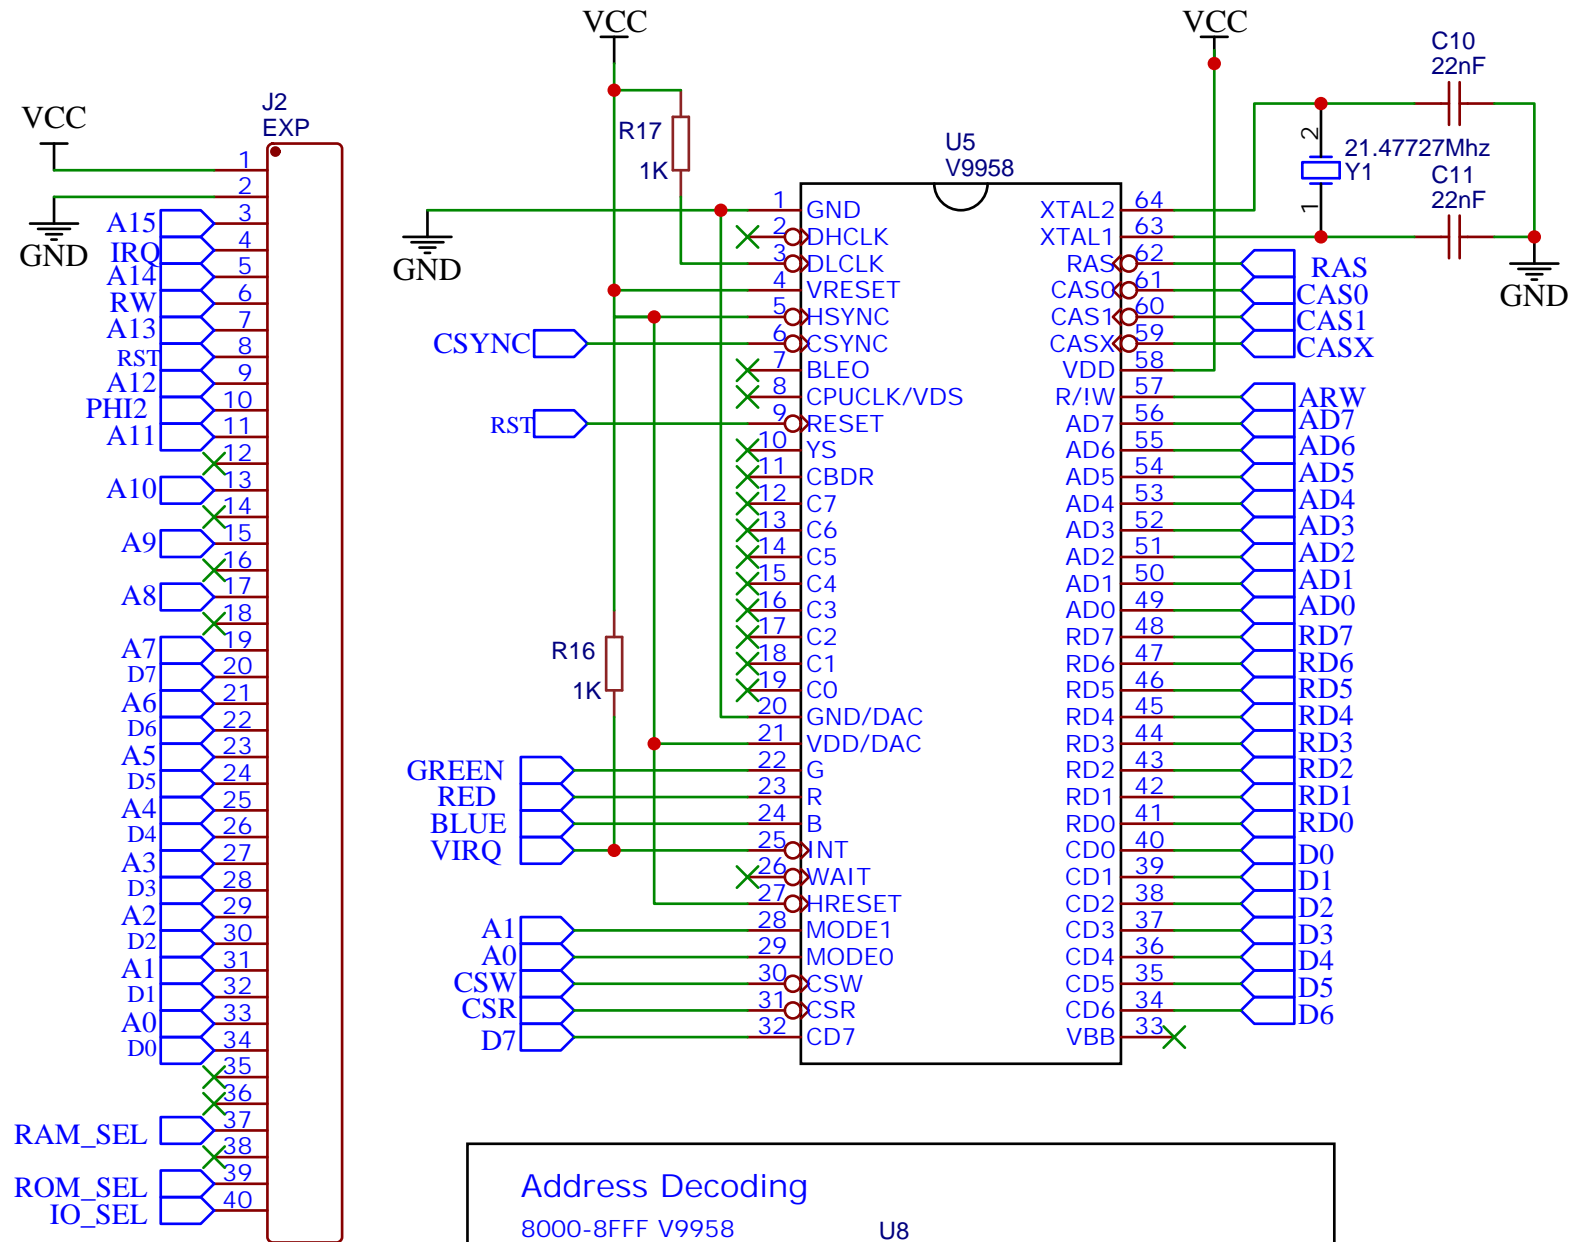 VCC
J2
EXP
1
2
3
4
5
6
7
8
9
10
11
12
13
14
15
16
17
18
19
20
21
22
23
24
25
26
27
28
29
30
31
32
33
34
35
36
37
38
39
40
GND
A15
IRQ
A14
RW
A13
RST
A12
PHI2
A11
A10
A9
A8
A7
D7
A6
D6
A5
D5
A4
D4
A3
D3
A2
D2
A1
D1
A0
D0
RAM_SEL
ROM_SEL
IO_SEL
VCC
R17
1K
GND
CSYNC
RST
R16
1K
GREEN
RED
BLUE
VIRQ
A1
A0
CSW
CSR
D7
U5
V9958
1 GND
2 DHCLK
3 DLCLK
4 VRESET
5 HSYNC
6 CSYNC
7 BLEO
8 CPUCLK/VDS
9 RESET
10 YS
11 CBDR
12 C7
13 C6
14 C5
15 C4
16 C3
17 C2
18 C1
19 C0
20 GND/DAC
21 VDD/DAC
22 G
23 R
24 B
25 INT
26 WAIT
27 HRESET
28 MODE1
29 MODE0
30 CSW
31 CSR
32 CD7
XTAL2 64
XTAL1 63
RAS 62
CAS0 61
CAS1 60
CASX 59
VDD 58
R/!W 57
AD7 56
AD6 55
AD5 54
AD4 53
AD3 52
AD2 51
AD1 50
AD0 49
RD7 48
RD6 47
RD5 46
RD4 45
RD3 44
RD2 43
RD1 42
RD0 41
CD0 40
CD1 39
CD2 38
CD3 37
CD4 36
CD5 35
CD6 34
VBB 33
VCC
C10
22nF
2
21.47727Mhz
Y1
1
C11
22nF
GND
RAS
CAS0
CAS1
CASX
ARW
AD7
AD6
AD5
AD4
AD3
AD2
AD1
AD0
RD7
RD6
RD5
RD4
RD3
RD2
RD1
RD0
D0
D1
D2
D3
D4
D5
D6
Address Decoding
8000-8FFF V9958
U8